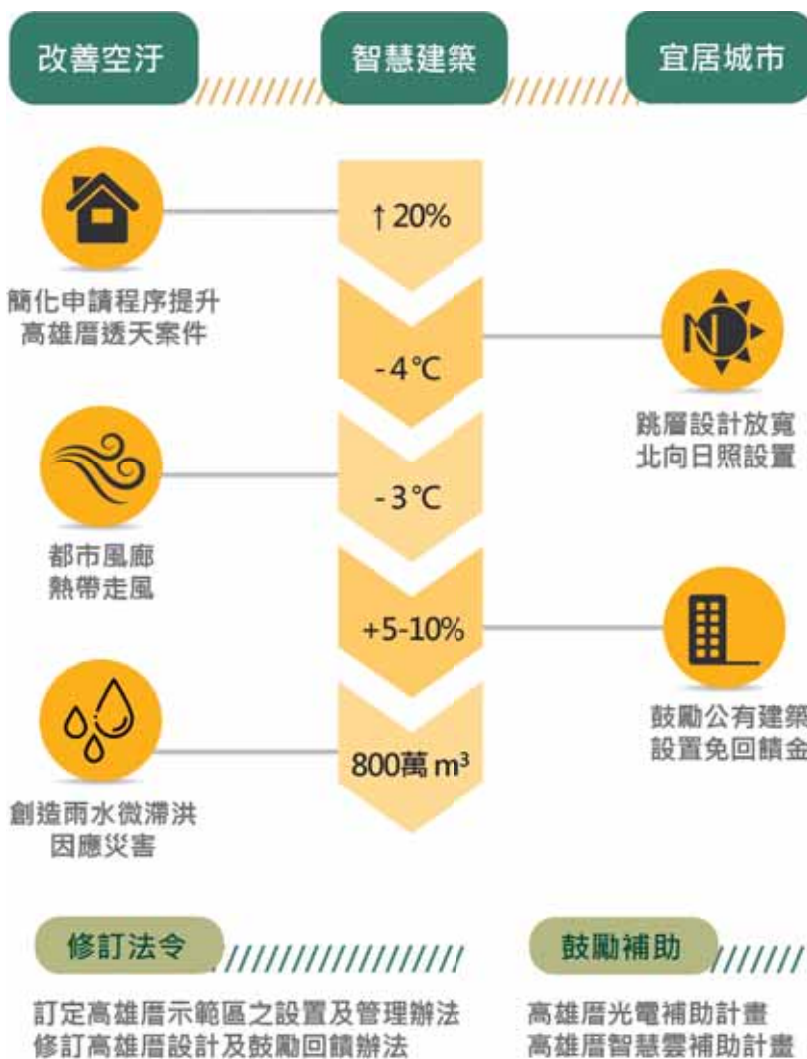 改善空汙
智慧建築
宜居城市
↑20%
簡化申請程序提升
高雄厝透天案件
-4℃
跳層設計放寬
北向日照設置
N
-3℃
都市風廊
熱帶走風
+5-10%
鼓勵公有建築
設置免回饋金
800萬 m³
創造雨水微滯洪
因應災害
修訂法令
訂定高雄厝示範區之設置及管理辦法
修訂高雄厝設計及鼓勵回饋辦法
鼓勵補助
高雄厝光電補助計畫
高雄厝智慧雲補助計畫